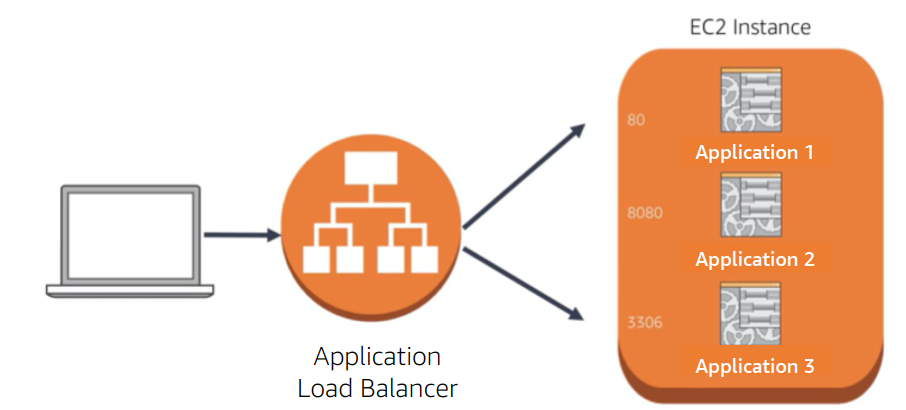 EC2 Instance
80
Application 1
8080
Application 2
3306
Application 3
Application
Load Balancer